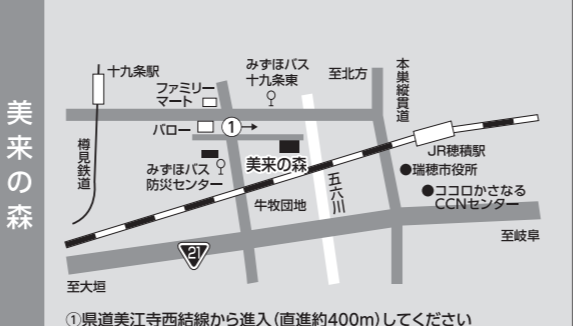 美来の森
十九条駅
ファミリー
マート
みずほバス
十九条東
至北方
本巣縦貫道
バロー
①
樽見鉄道
みずほバス
防災センター
美来の森
JR穂積駅
瑞穂市役所
ココロかさなる
CCNセンター
五六川
牛牧団地
至岐阜
21
至大垣
①県道美江寺西結線から進入(直進約400m)してください